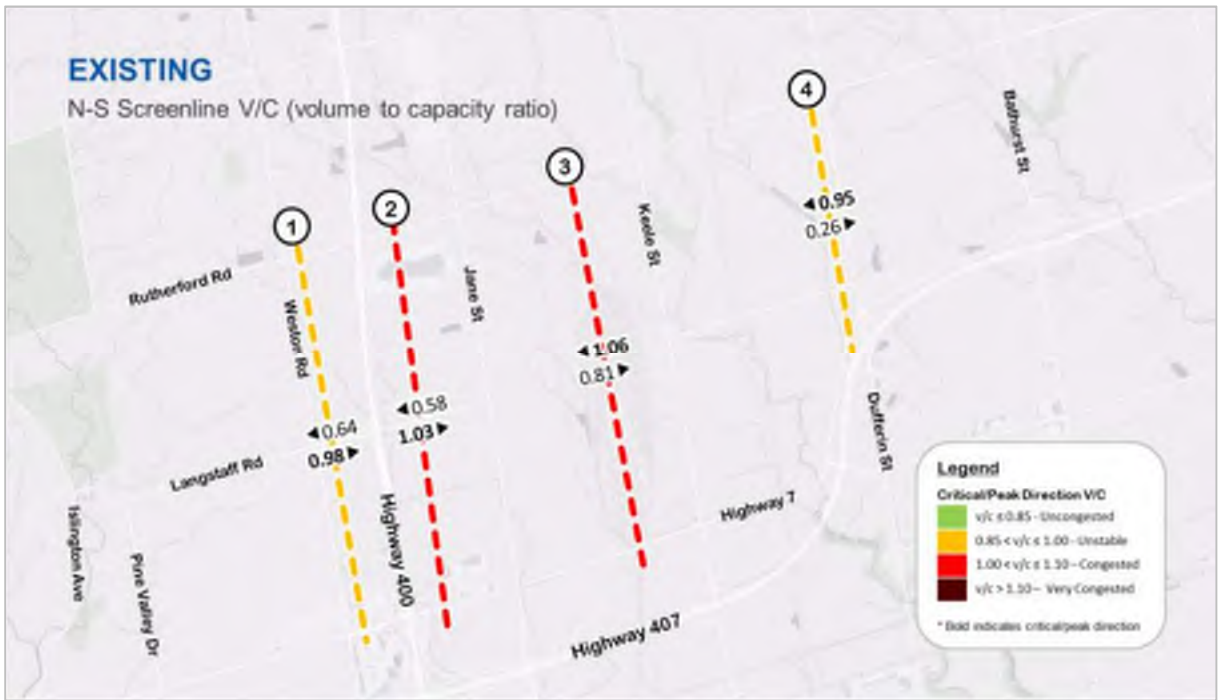 EXISTING
N-S Screenline V/C (volume to capacity ratio)
4
Bathurst St
3
◄0.95
0.26►
2
Keele St
1
Rutherford Rd
Jane St
Weston Rd
◄1.06
0.81►
◄0.58
1.03►
◄0.64
0.98►
Dufferin St
Langstaff Rd
Highway 7
Highway 400
Islington Ave
Pine Valley Dr
Highway 407
Legend
Critical/Peak Direction V/C
v/c ≤ 0.85 - Uncongested
0.85 < v/c ≤ 1.00 - Unstable
1.00 < v/c ≤ 1.10 – Congested
v/c > 1.10 – Very Congested
* Bold indicates critical/peak direction